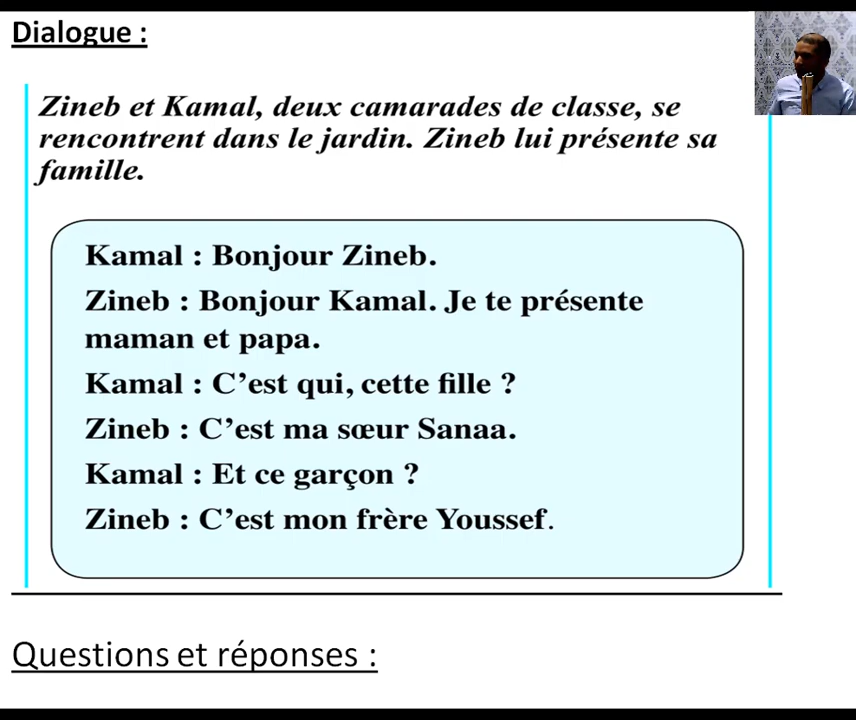 Dialogue :
Zineb et Kamal, deux camarades de classe, se
rencontrent dans le jardin. Zineb lui présente sa
famille.
Kamal : Bonjour Zineb.
Zineb : Bonjour Kamal. Je te présente
maman et papa.
Kamal : C’est qui, cette fille ?
Zineb : C’est ma sœur Sanaa.
Kamal : Et ce garçon ?
Zineb : C’est mon frère Youssef.
Questions et réponses :